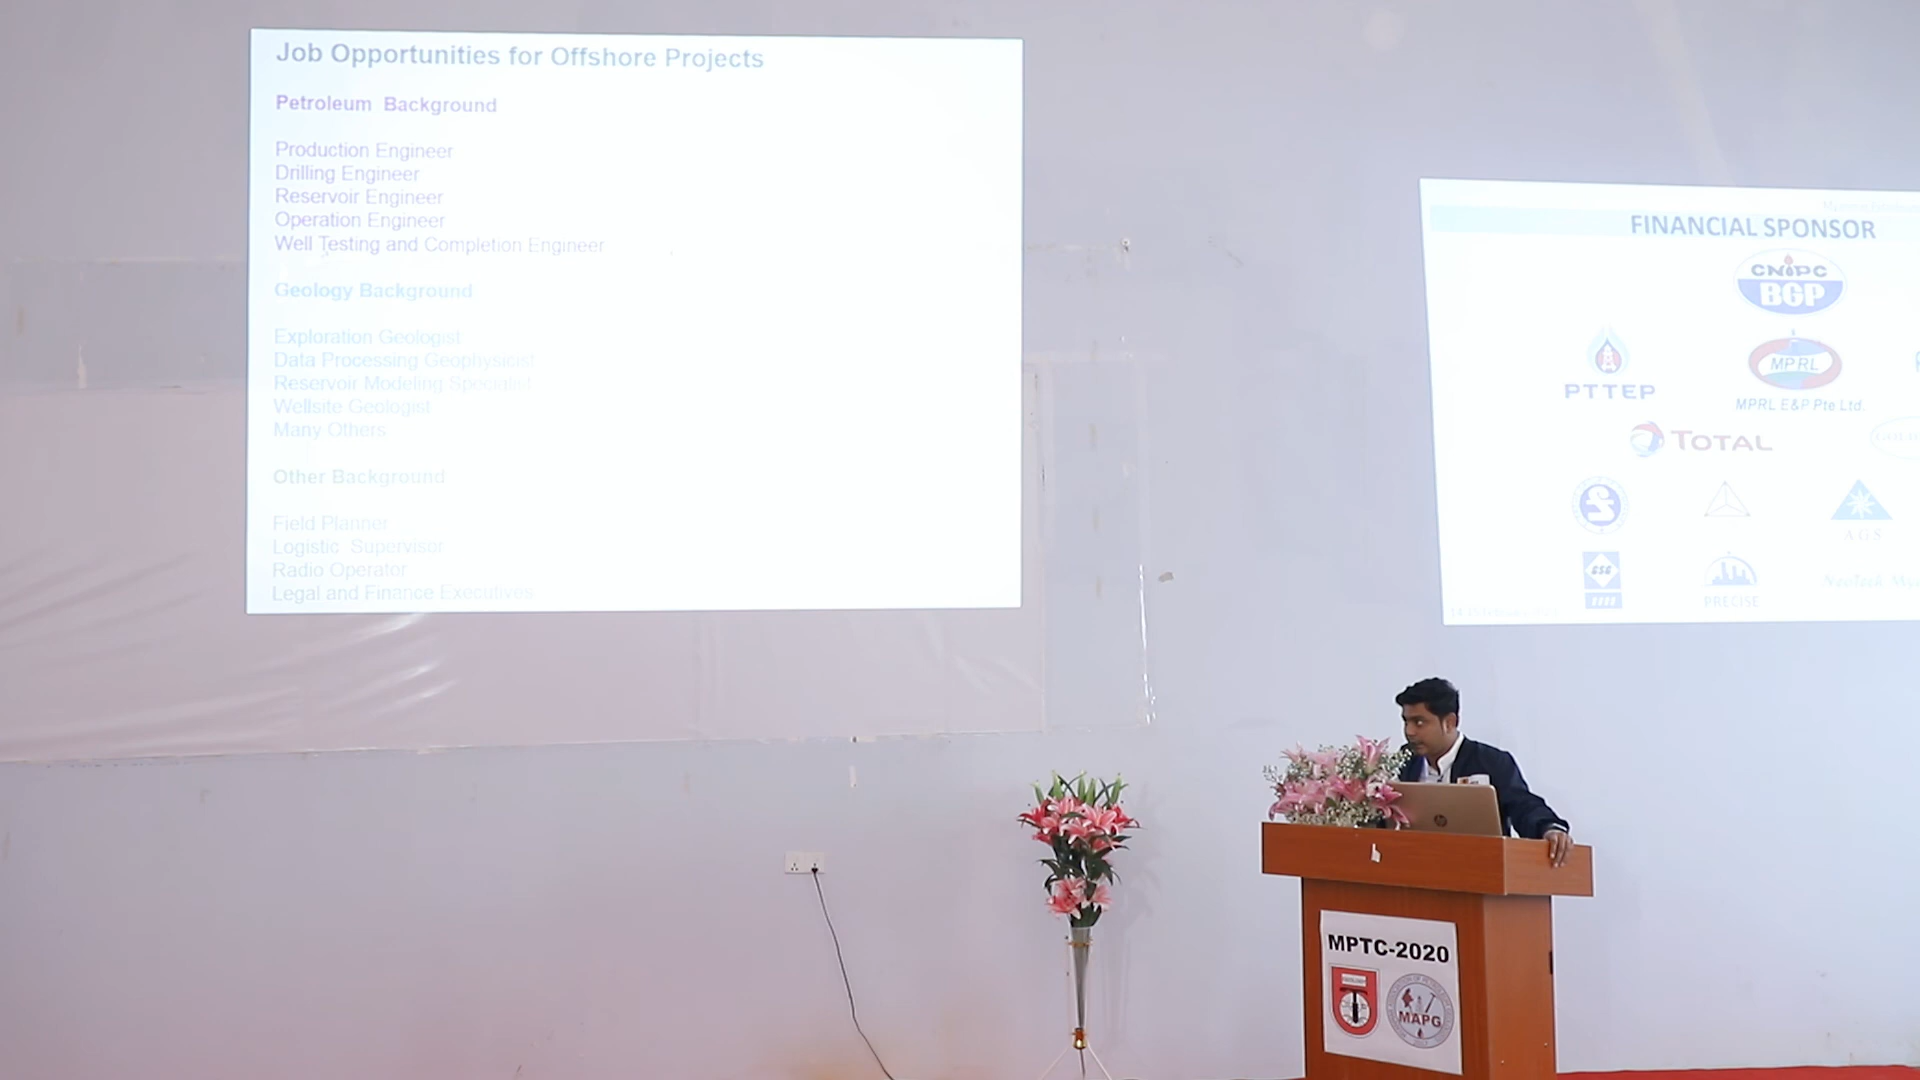 Job Opportunities for Offshore Projects
Petroleum Background
Production Engineer
Drilling Engineer
Reservoir Engineer
Operation Engineer
Well Testing and Completion Engineer
Geology Background
Exploration Geologist
Data Processing Geophysicist
Reservoir Modeling Specialist
Wellsite Geologist
Many Others
Other Background
Field Planner
Logistic Supervisor
Radio Operator
Legal and Finance Executives
FINANCIAL SPONSOR
CNPC
BGP
PTTEP
MPRL
MPRL E&P Pte Ltd.
TOTAL
AGS
GSG
PRECISE
MPTC-2020
MAPG
hp